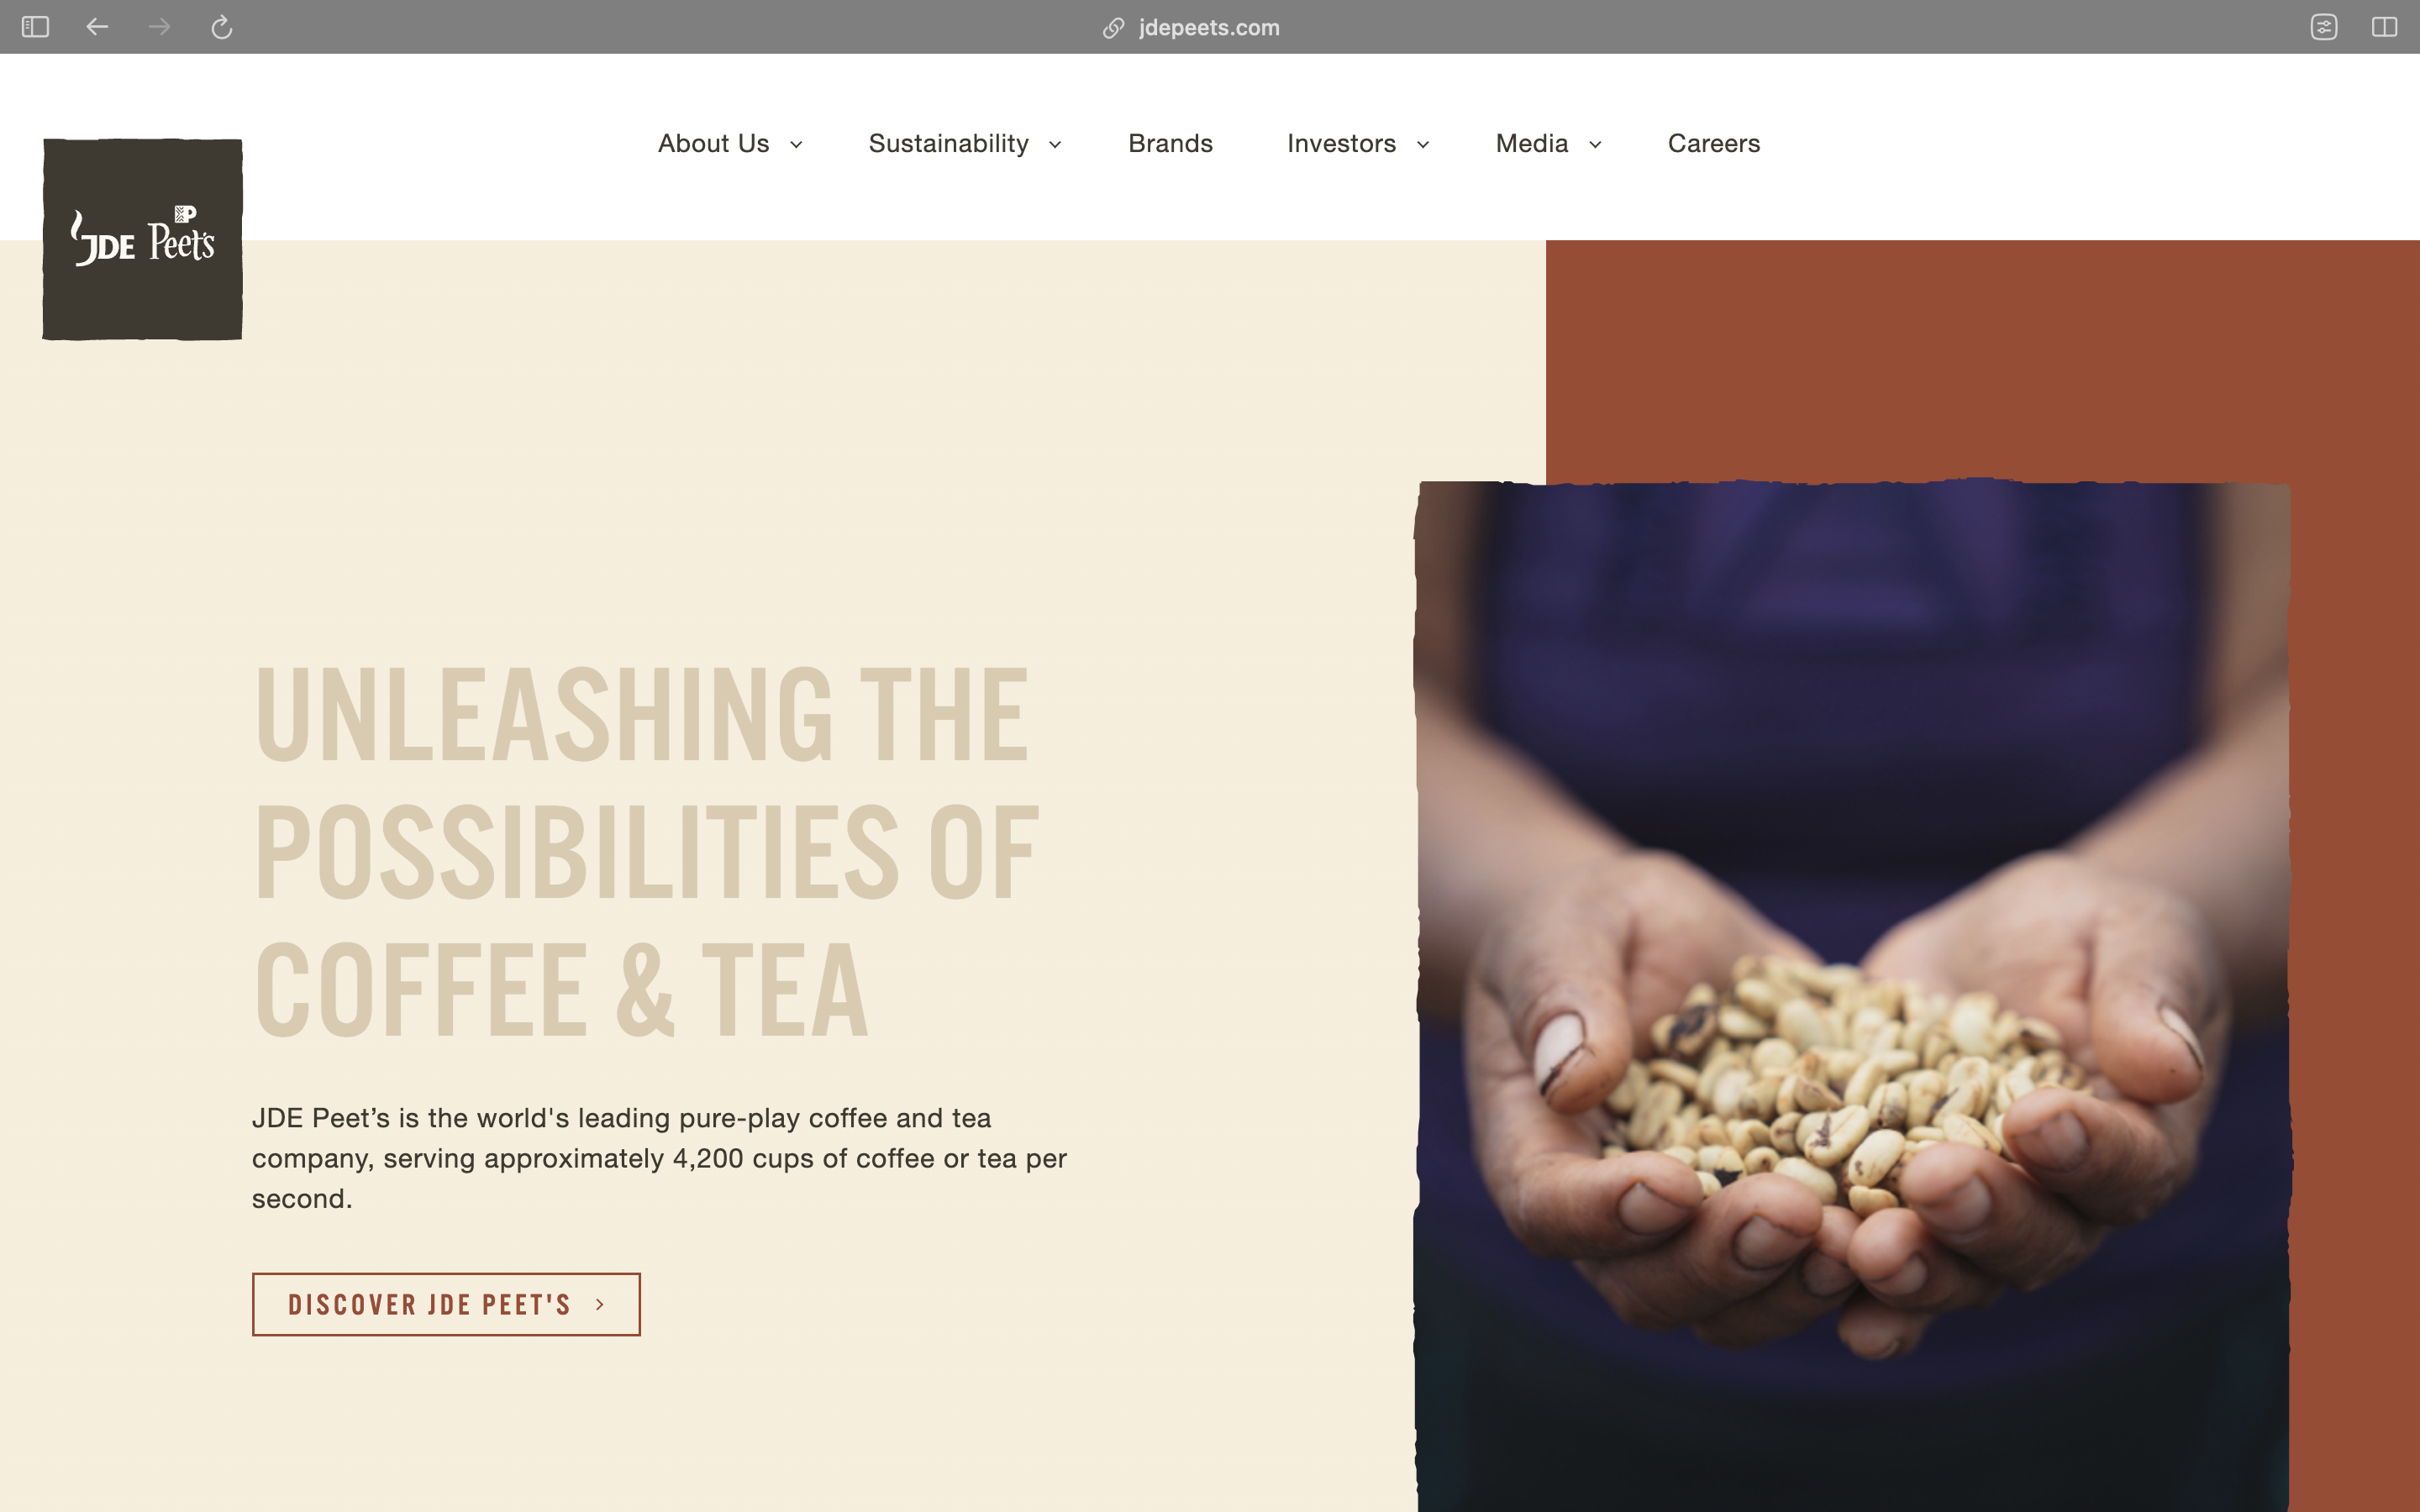 jdepeets.com
About Us
Sustainability
Brands
Investors
Media
Careers
JDE Peet's
UNLEASHING THE
POSSIBILITIES OF
COFFEE & TEA
JDE Peet’s is the world's leading pure-play coffee and tea
company, serving approximately 4,200 cups of coffee or tea per
second.
DISCOVER JDE PEET'S